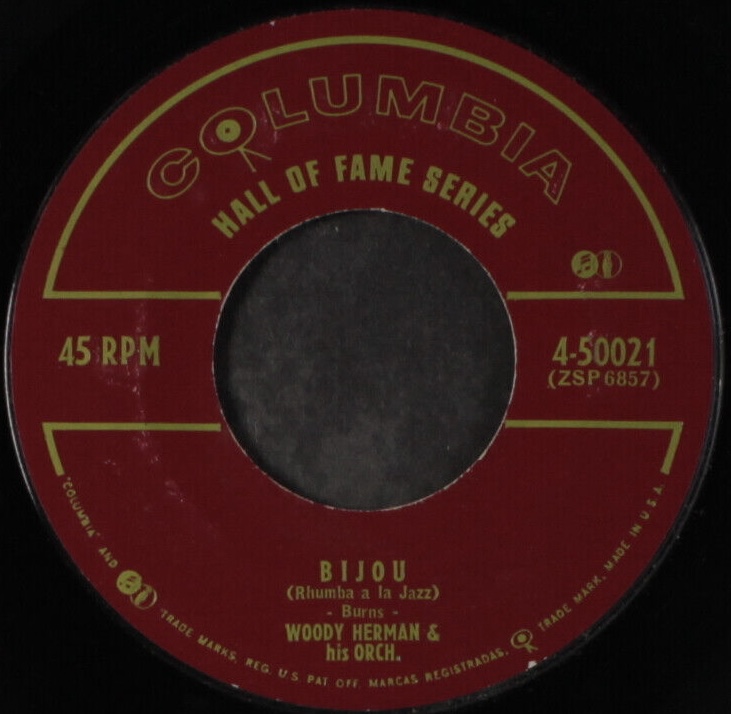 COLUMBIA
HALL OF FAME SERIES
45 RPM
4-50021
(ZSP 6857)
BIJOU
(Rhumba a la Jazz)
- Burns -
WOODY HERMAN &
his ORCH.
"COLUMBIA" AND TRADE MARKS. REG. U.S. PAT. OFF. MARCAS REGISTRADAS, TRADE MARK, MADE IN U.S.A.